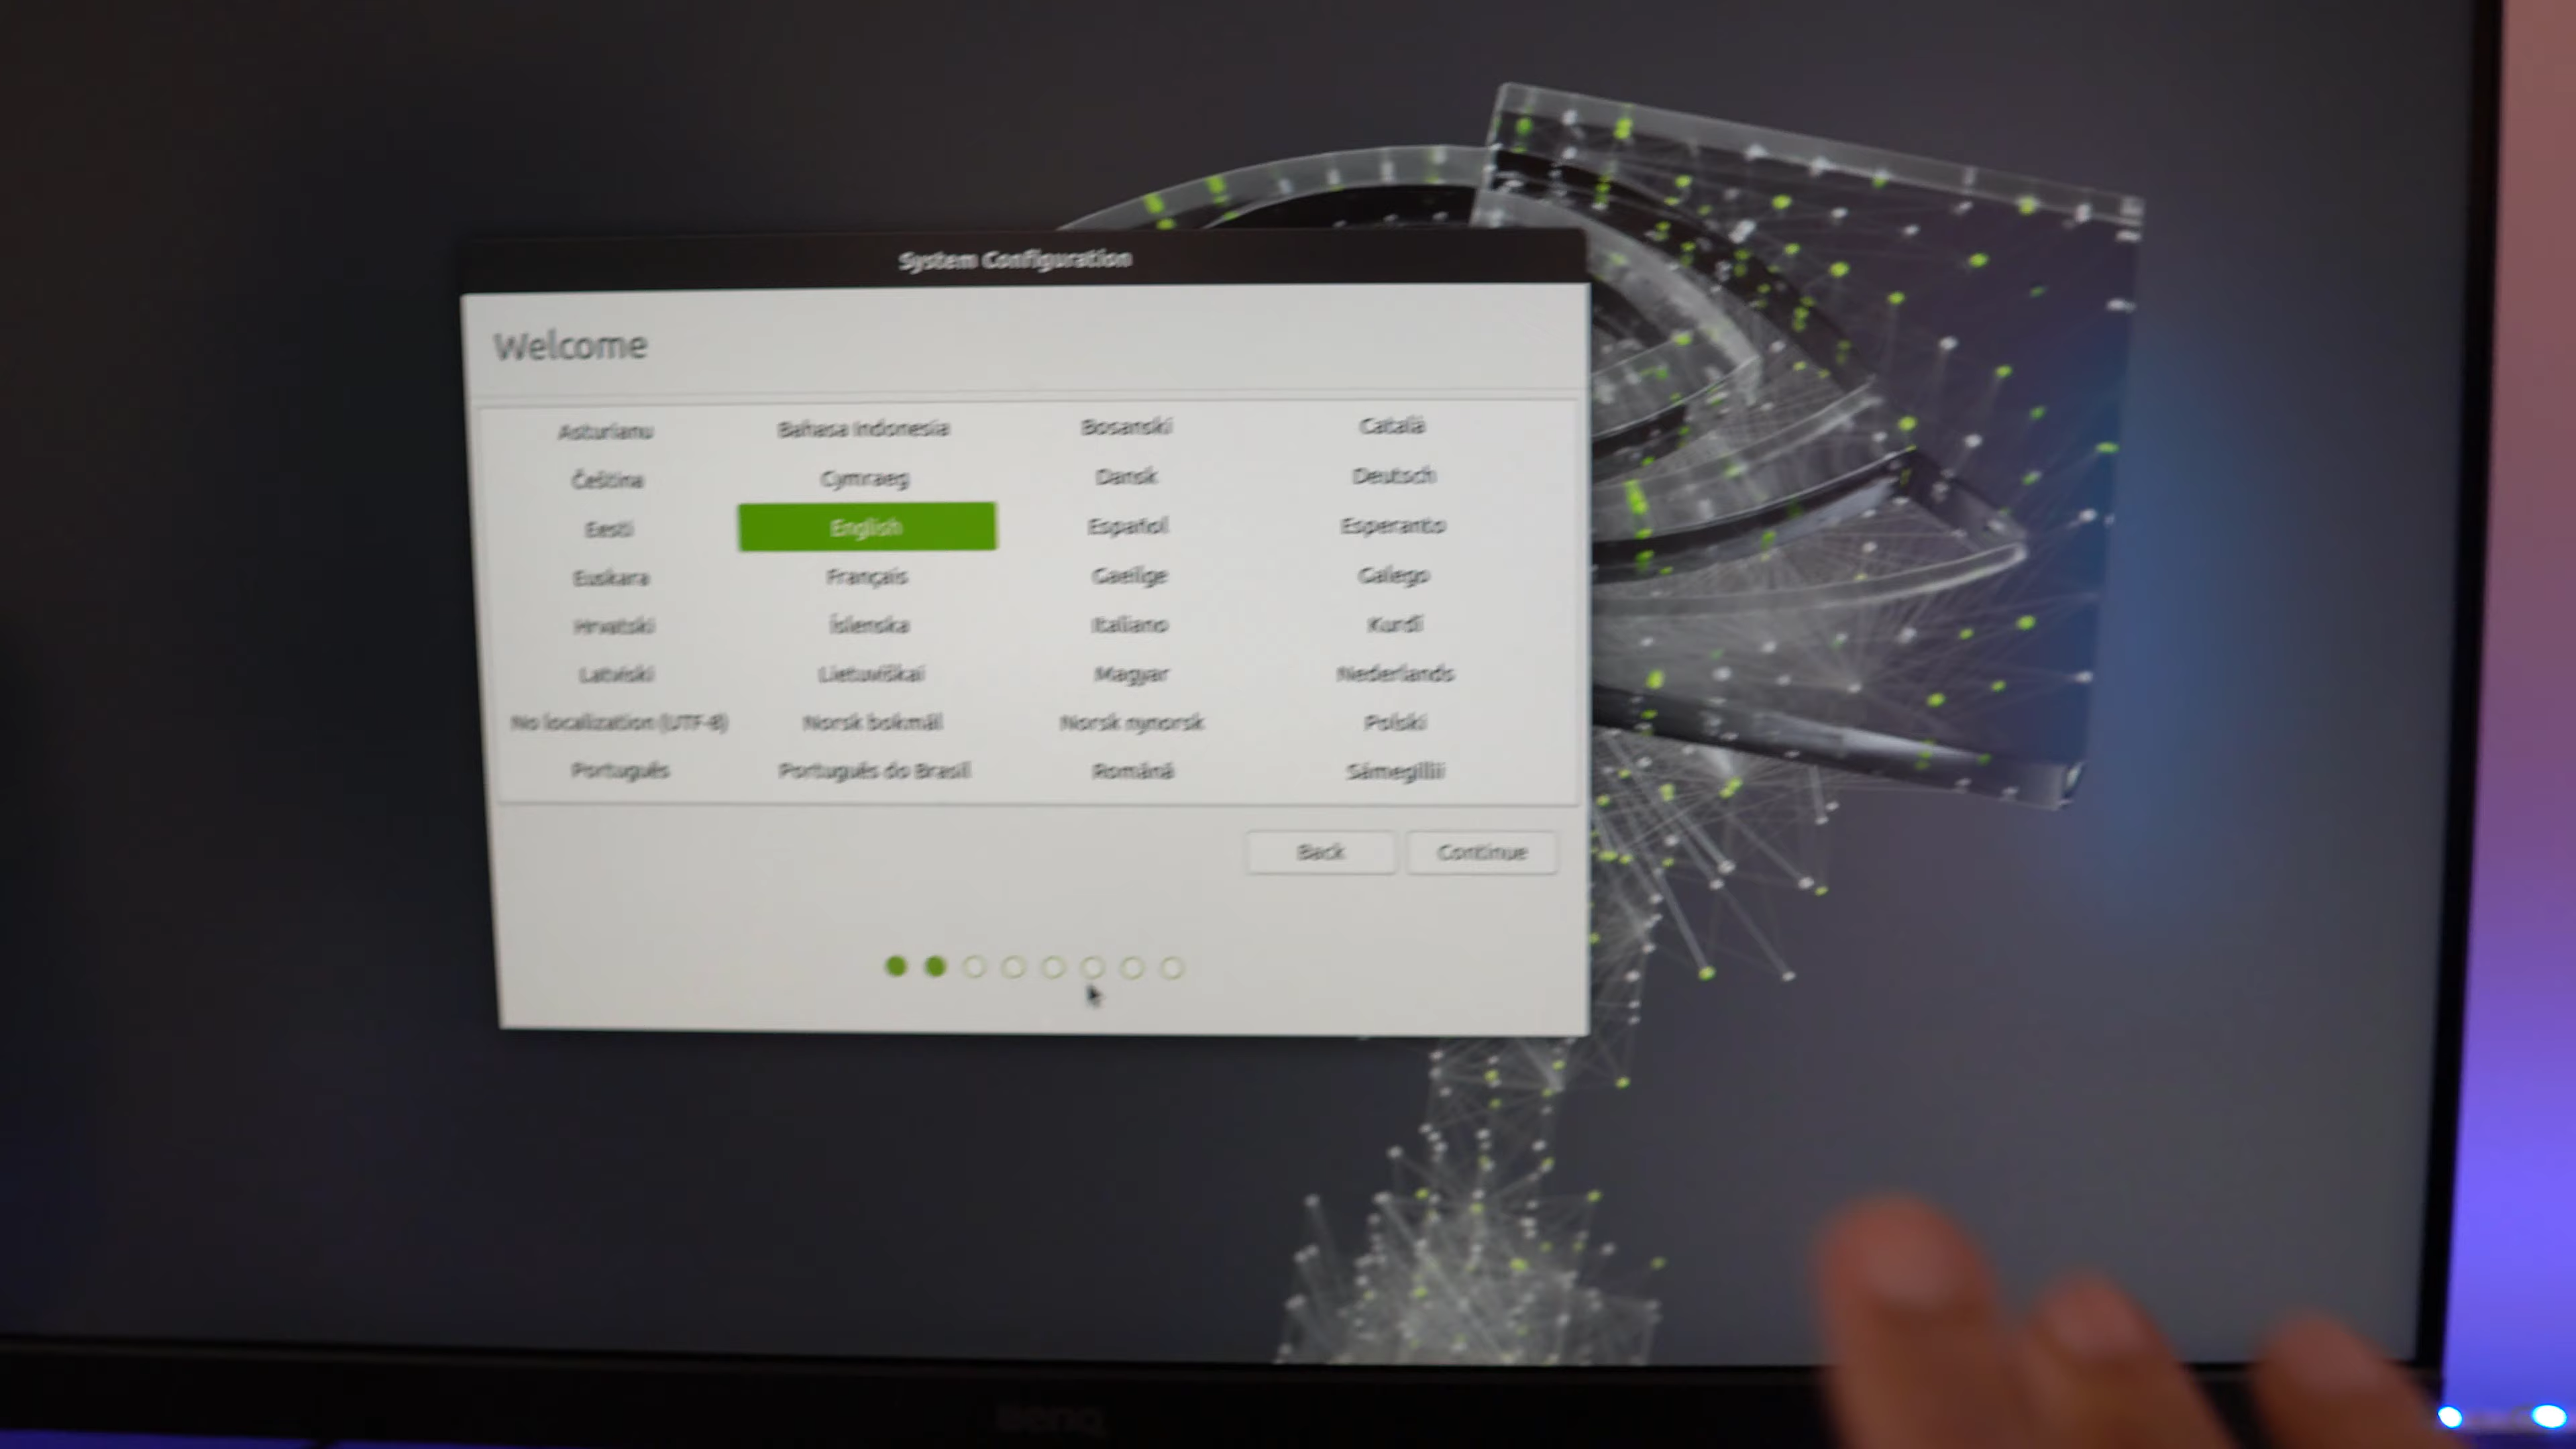 System Configuration
Welcome
Asturianu Bahasa Indonesia Bosanski Català
Čeština Cymraeg Dansk Deutsch
Eesti English Español Esperanto
Euskara Français Gaeilge Galego
Hrvatski Íslenska Italiano Kurdî
Latviski Lietuviškai Magyar Nederlands
No localization (UTF-8) Norsk bokmål Norsk nynorsk Polski
Português Português do Brasil Română Sámegillii
Back Continue
BenQ